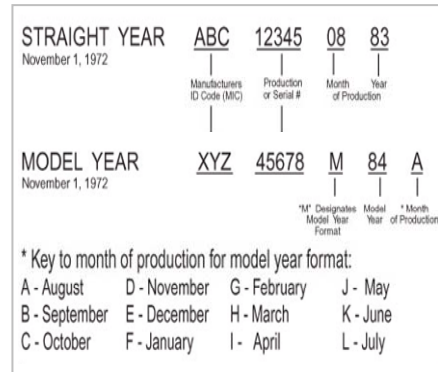 STRAIGHT YEAR ABC 12345 08 83
November 1, 1972
Manufacturers ID Code (MIC) Production or Serial # Month Year of Production
MODEL YEAR XYZ 45678 M 84 A
November 1, 1972
"M" Designates Model Year Format Model Year * Month of Production
* Key to month of production for model year format:
A - August D - November G - February J - May
B - September E - December H - March K - June
C - October F - January I - April L - July